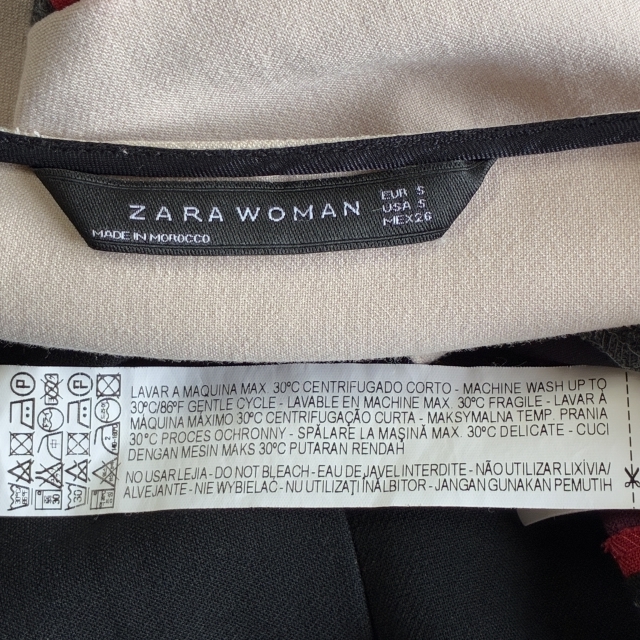 ZARA WOMAN
EUR S
USA S
MEX 26
MADE IN MOROCCO
LAVAR A MAQUINA MAX. 30ºC CENTRIFUGADO CORTO - MACHINE WASH UP TO
30ºC/86ºF GENTLE CYCLE - LAVABLE EN MACHINE MAX. 30ºC FRAGILE - LAVAR À
MÁQUINA MÁXIMO 30ºC CENTRIFUGAÇÃO CURTA - MAKSYMALNA TEMP. PRANIA
30ºC PROCES OCHRONNY - SPĂLARE LA MAŞINĂ MAX. 30ºC DELICATE - CUCI
DENGAN MESIN MAKS 30ºC PUTARAN RENDAH
NO USAR LEJIA - DO NOT BLEACH - EAU DE JAVEL INTERDITE - NÃO UTILIZAR LIXÍVIA/
ALVEJANTE - NIE WYBIELAĆ - NU UTILIZAŢI ÎNĂLBITOR - JANGAN GUNAKAN PEMUTIH